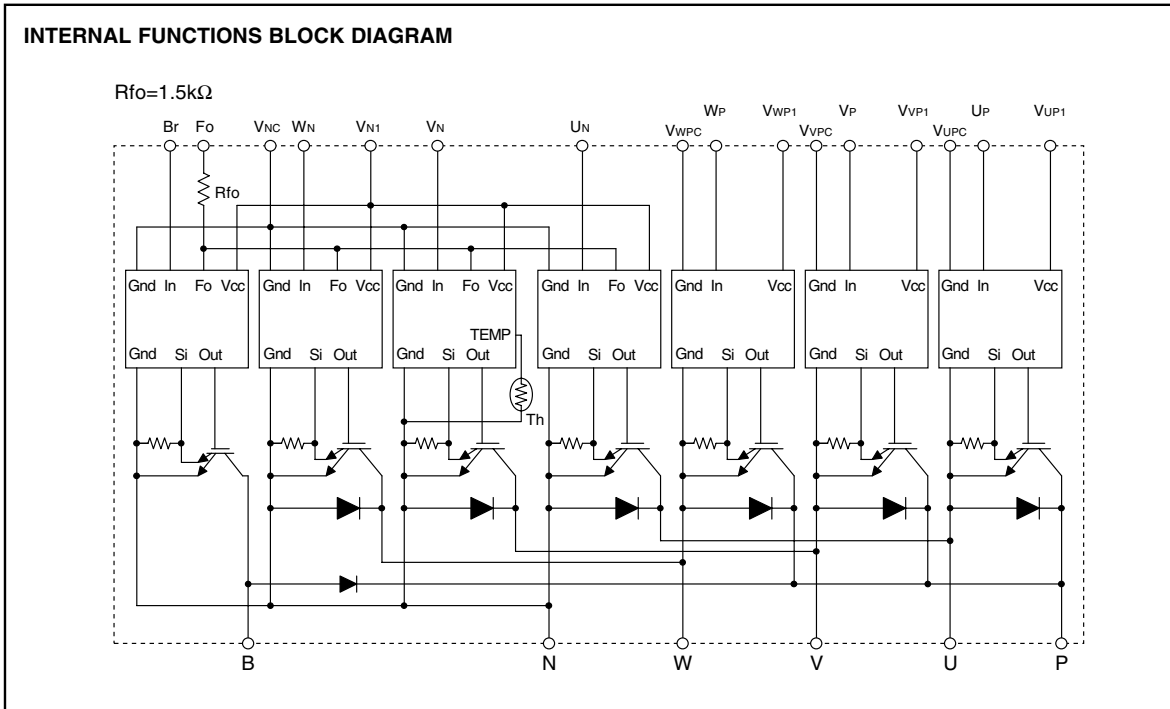 INTERNAL FUNCTIONS BLOCK DIAGRAM
Rfo=1.5kΩ
Br Fo VNC WN VN1 VN UN VWPC WP VWP1 VVPC VP VVP1 VUPC UP VUP1
Rfo
Gnd In Fo Vcc Gnd In Fo Vcc Gnd In Fo Vcc Gnd In Fo Vcc Gnd In Vcc Gnd In Vcc Gnd In Vcc
TEMP
Gnd Si Out Gnd Si Out Gnd Si Out Gnd Si Out Gnd Si Out Gnd Si Out Gnd Si Out
Th
B N W V U P